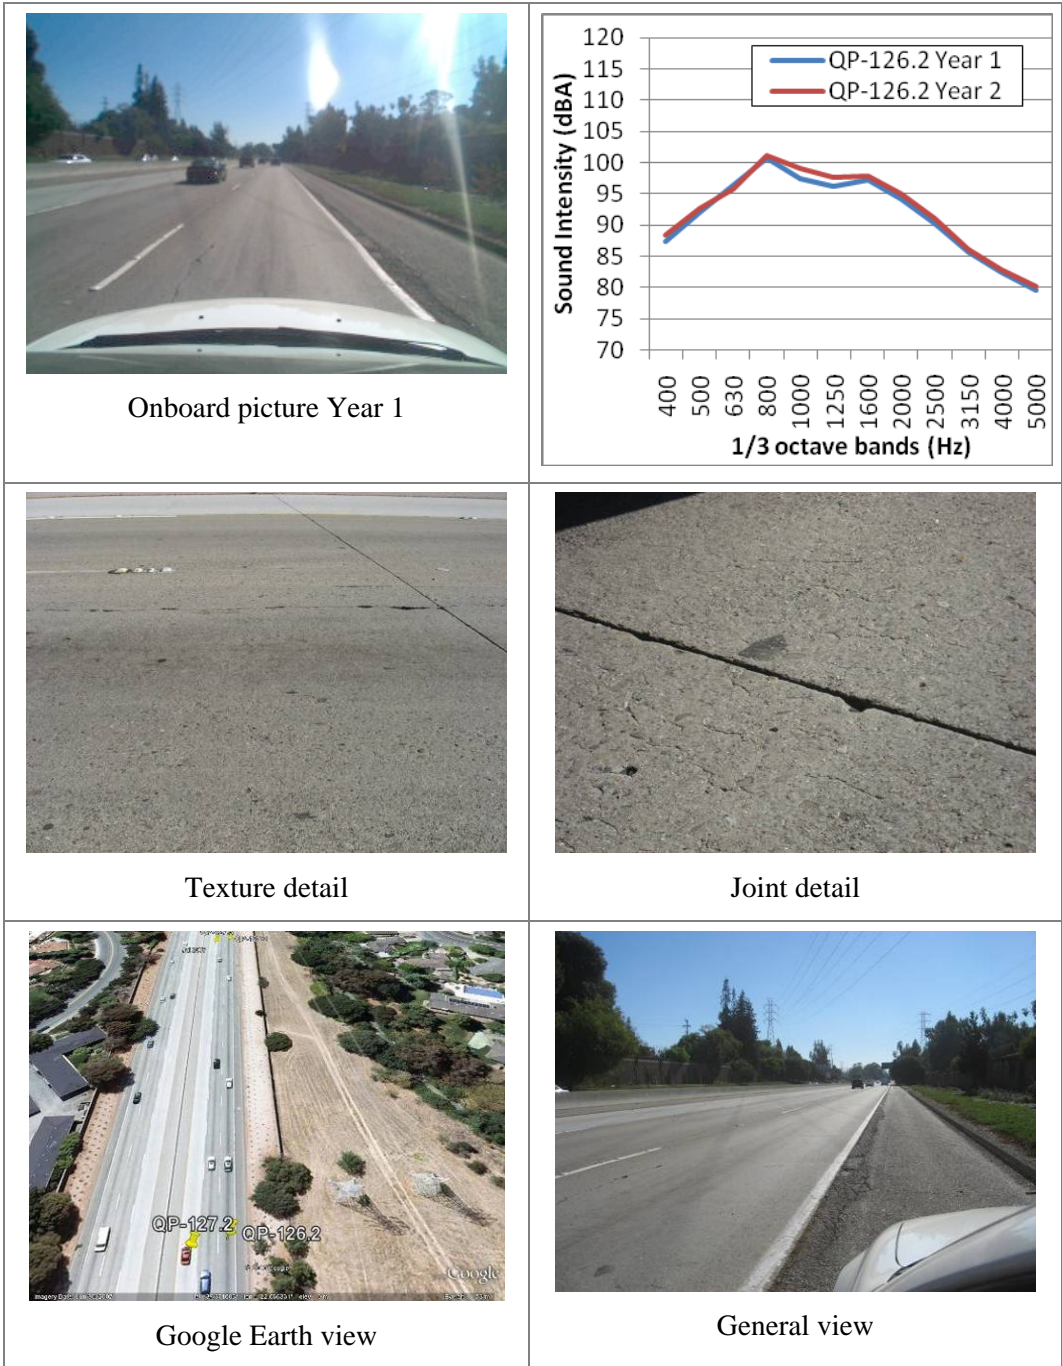 Onboard picture Year 1
120
115
110
105
100
95
90
85
80
75
70
Sound Intensity (dBA)
QP-126.2 Year 1
QP-126.2 Year 2
400
500
630
800
1000
1250
1600
2000
2500
3150
4000
5000
1/3 octave bands (Hz)
Texture detail
Joint detail
QP-127.2
QP-126.2
Google
Google Earth view
General view